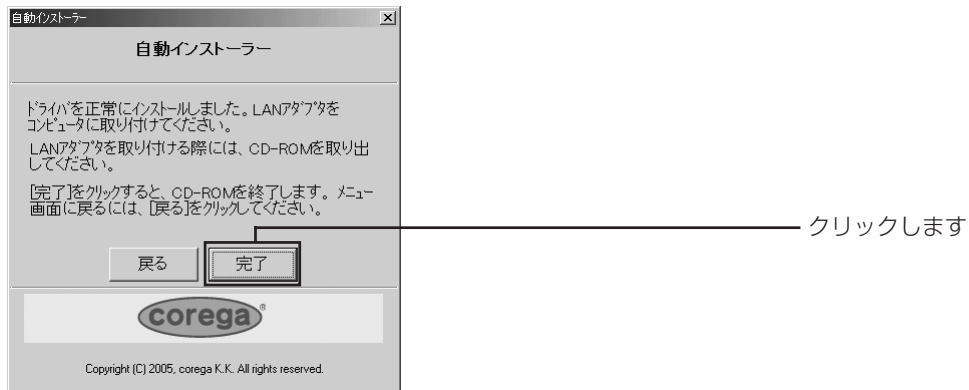 自動インストーラー
自動インストーラー
ドライバを正常にインストールしました。LANアダプタを
コンピュータに取り付けてください。
LANアダプタを取り付ける際には、CD-ROMを取り出
してください。
[完了]をクリックすると、CD-ROMを終了します。メニュー
画面に戻るには、[戻る]をクリックしてください。
戻る
完了
クリックします
corega®
Copyright (C) 2005, corega K.K. All rights reserved.